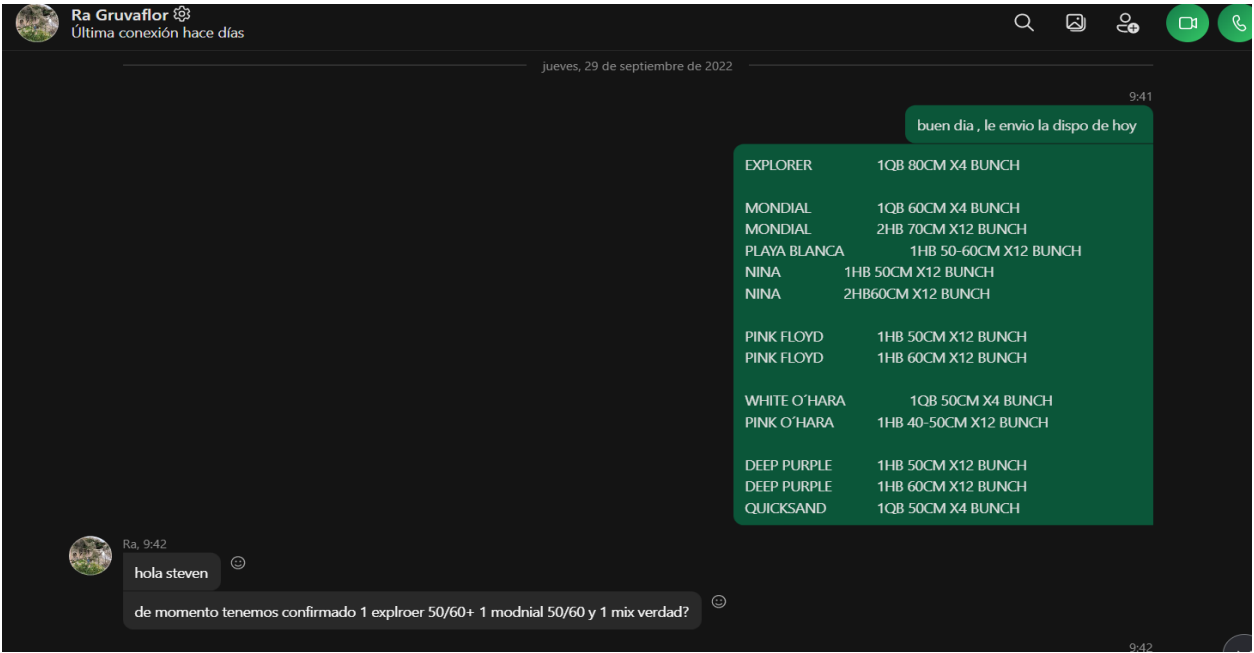 Ra Gruvaflor
Última conexión hace días
jueves, 29 de septiembre de 2022
9:41
buen dia , le envio la dispo de hoy
EXPLORER 1QB 80CM X4 BUNCH
MONDIAL 1QB 60CM X4 BUNCH
MONDIAL 2HB 70CM X12 BUNCH
PLAYA BLANCA 1HB 50-60CM X12 BUNCH
NINA 1HB 50CM X12 BUNCH
NINA 2HB60CM X12 BUNCH
PINK FLOYD 1HB 50CM X12 BUNCH
PINK FLOYD 1HB 60CM X12 BUNCH
WHITE O´HARA 1QB 50CM X4 BUNCH
PINK O´HARA 1HB 40-50CM X12 BUNCH
DEEP PURPLE 1HB 50CM X12 BUNCH
DEEP PURPLE 1HB 60CM X12 BUNCH
QUICKSAND 1QB 50CM X4 BUNCH
Ra, 9:42
hola steven
de momento tenemos confirmado 1 explroer 50/60+ 1 modnial 50/60 y 1 mix verdad?
9:42